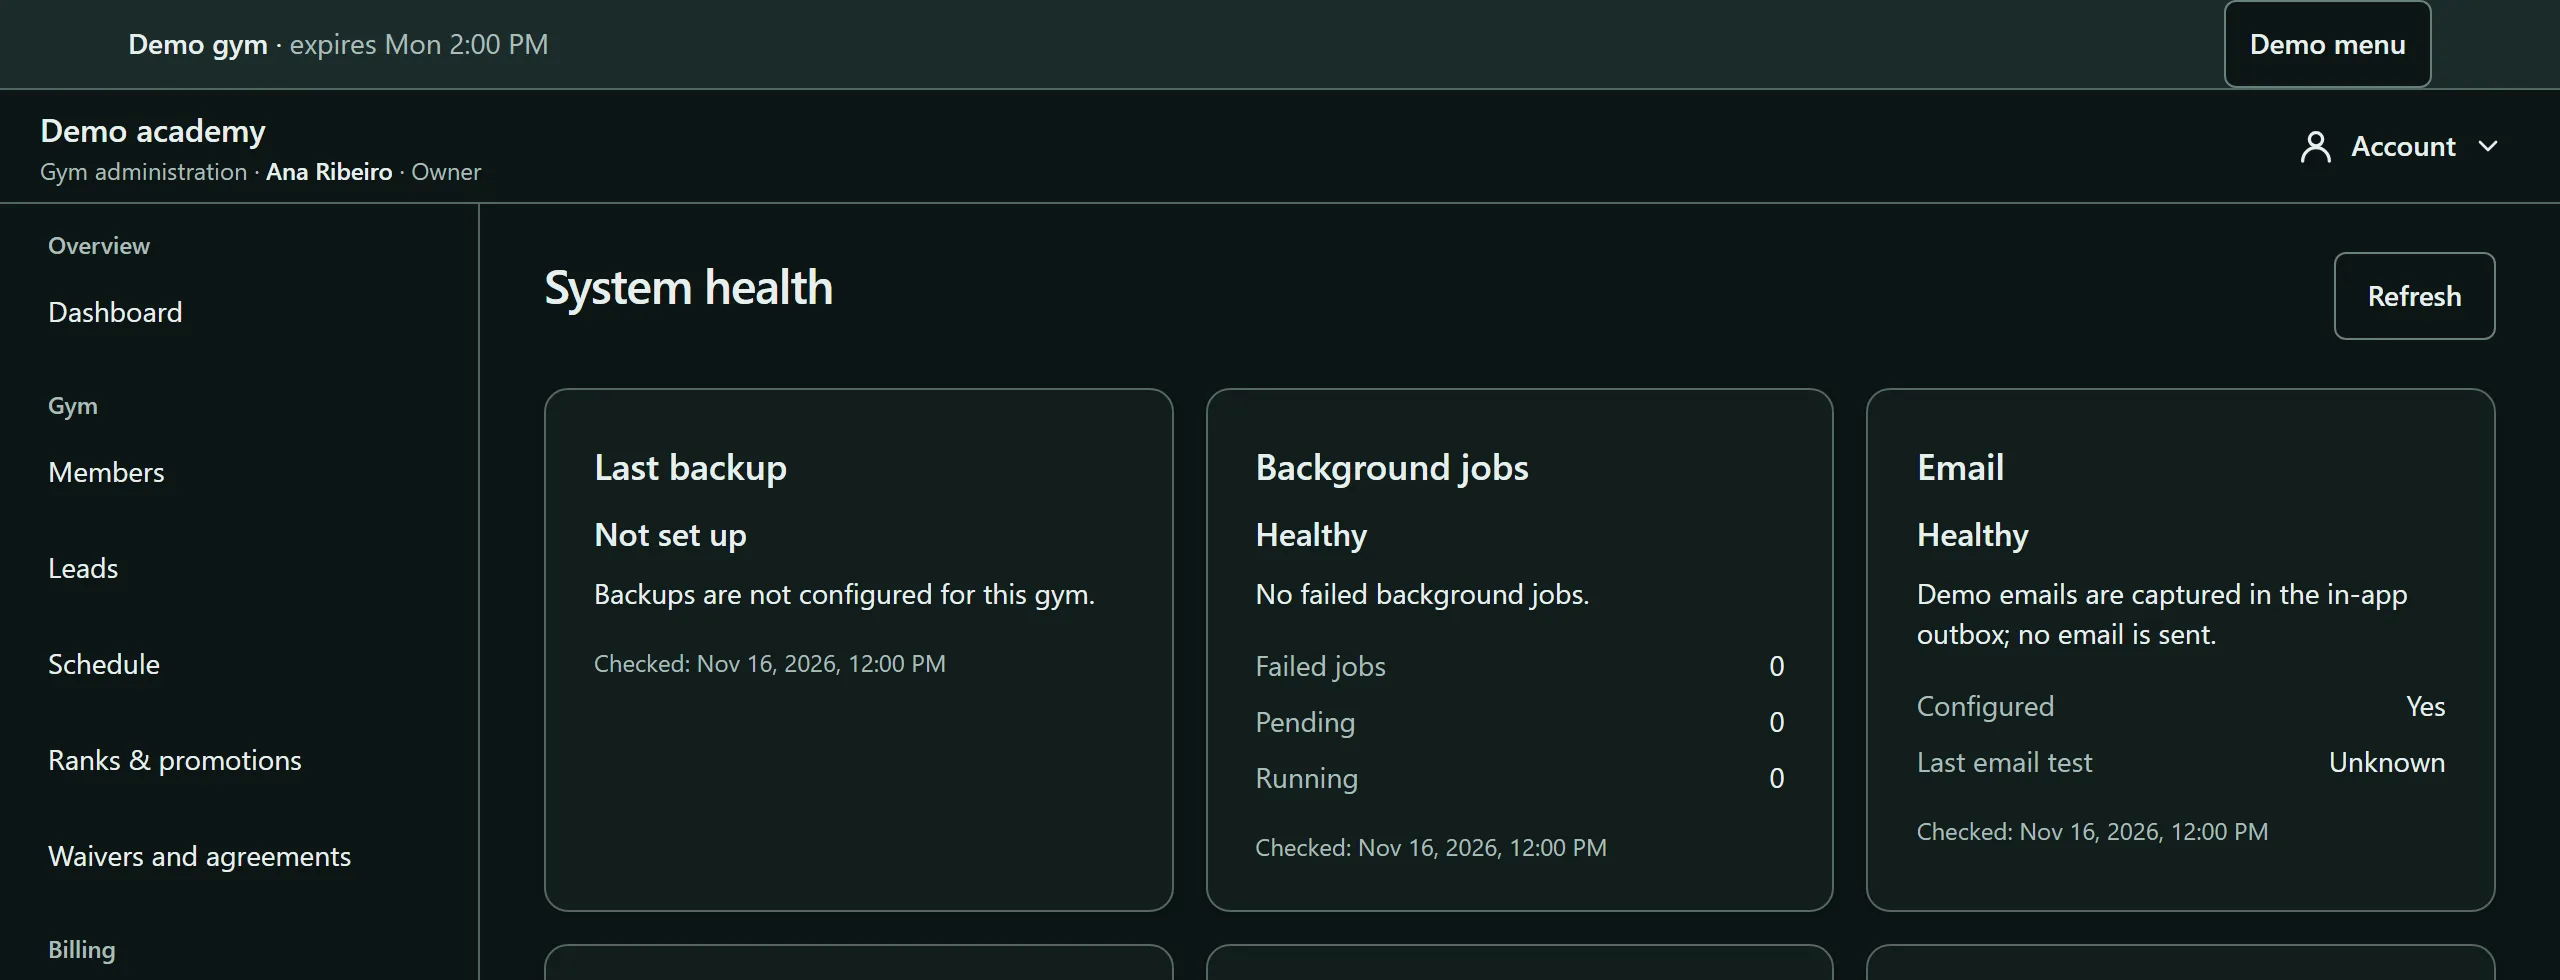 Demo gym · expires Mon 2:00 PM
Demo menu
Demo academy
Gym administration · Ana Ribeiro · Owner
Account
Overview
Dashboard
Gym
Members
Leads
Schedule
Ranks & promotions
Waivers and agreements
Billing
System health
Refresh
Last backup
Not set up
Backups are not configured for this gym.
Checked: Nov 16, 2026, 12:00 PM
Background jobs
Healthy
No failed background jobs.
Failed jobs 0
Pending 0
Running 0
Checked: Nov 16, 2026, 12:00 PM
Email
Healthy
Demo emails are captured in the in-app
outbox; no email is sent.
Configured Yes
Last email test Unknown
Checked: Nov 16, 2026, 12:00 PM